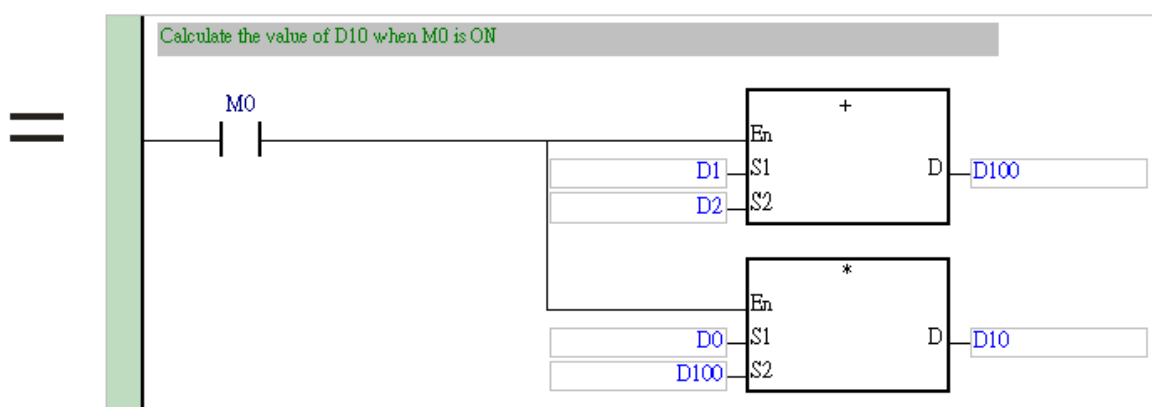 Calculate the value of D10 when M0 is ON
=
M0
+
En
D1 S1 D D100
D2 S2
*
En
D0 S1 D D10
D100 S2